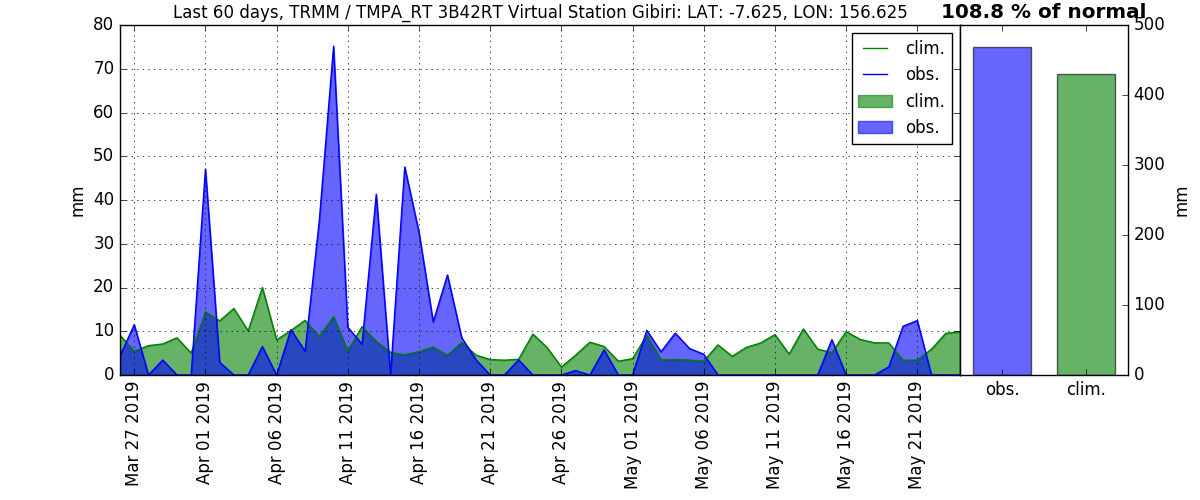 Last 60 days, TRMM / TMPA_RT 3B42RT Virtual Station Gibiri: LAT: -7.625, LON: 156.625
108.8 % of normal
80
70
60
50
40
30
20
10
0
mm
clim.
obs.
clim.
obs.
500
400
300
200
100
0
mm
obs.
clim.
Mar 27 2019
Apr 01 2019
Apr 06 2019
Apr 11 2019
Apr 16 2019
Apr 21 2019
Apr 26 2019
May 01 2019
May 06 2019
May 11 2019
May 16 2019
May 21 2019